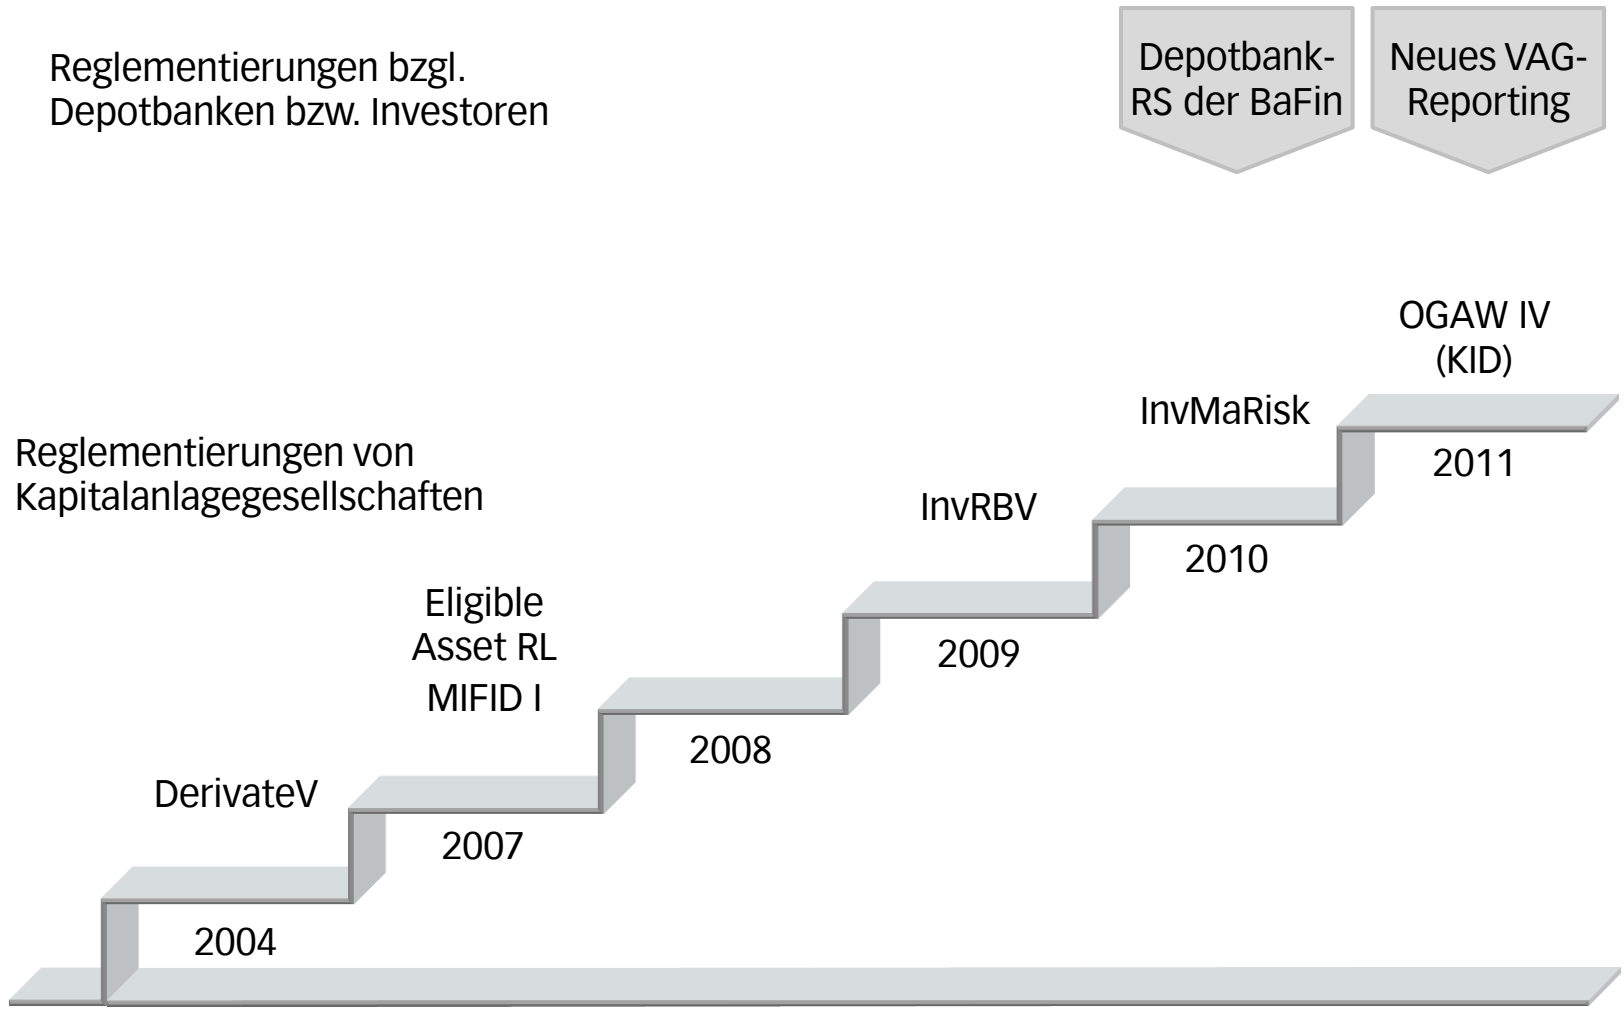 Reglementierungen bzgl.
Depotbanken bzw. Investoren
Depotbank-
RS der BaFin
Neues VAG-
Reporting
OGAW IV
(KID)
2011
InvMaRisk
2010
Reglementierungen von
Kapitalanlagegesellschaften
InvRBV
2009
Eligible
Asset RL
MIFID I
2008
DerivateV
2007
2004